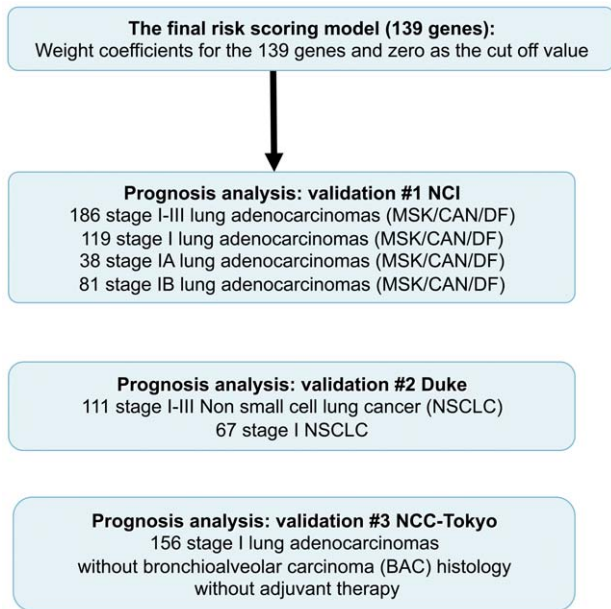 The final risk scoring model (139 genes):
Weight coefficients for the 139 genes and zero as the cut off value
Prognosis analysis: validation #1 NCI
186 stage I-III lung adenocarcinomas (MSK/CAN/DF)
119 stage I lung adenocarcinomas (MSK/CAN/DF)
38 stage IA lung adenocarcinomas (MSK/CAN/DF)
81 stage IB lung adenocarcinomas (MSK/CAN/DF)
Prognosis analysis: validation #2 Duke
111 stage I-III Non small cell lung cancer (NSCLC)
67 stage I NSCLC
Prognosis analysis: validation #3 NCC-Tokyo
156 stage I lung adenocarcinomas
without bronchioalveolar carcinoma (BAC) histology
without adjuvant therapy